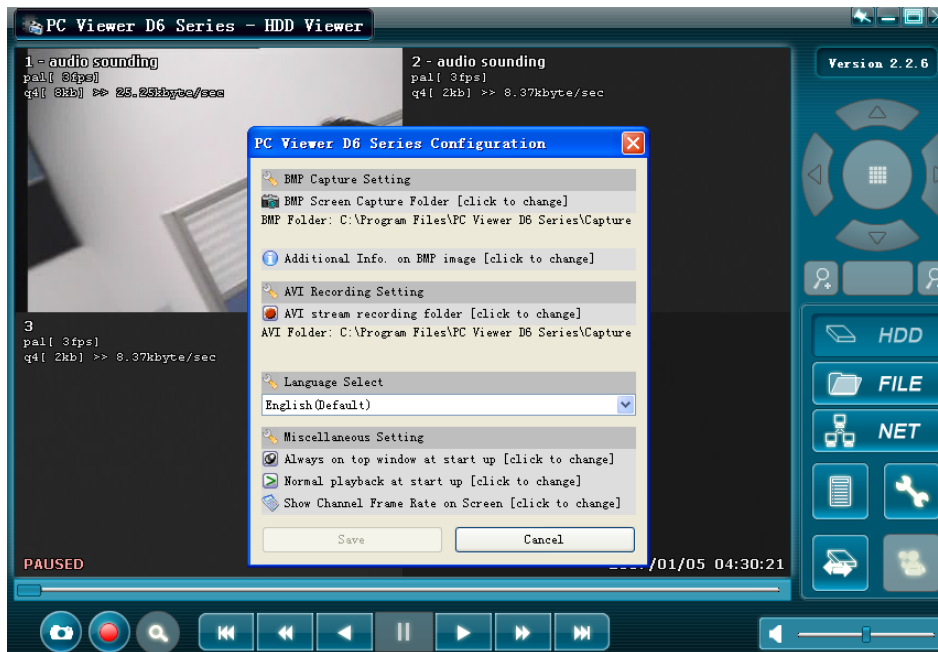 PC Viewer D6 Series - HDD Viewer
Version 2.2.6
1 - audio sounding
pal[ 3fps]
q4[ 8kb] >> 25.25kbyte/sec
2 - audio sounding
pal[ 3fps]
q4[ 2kb] >> 8.37kbyte/sec
3
pal[ 3fps]
q4[ 2kb] >> 8.37kbyte/sec
PAUSED
/01/05 04:30:21
PC Viewer D6 Series Configuration
BMP Capture Setting
BMP Screen Capture Folder [click to change]
BMP Folder: C:\Program Files\PC Viewer D6 Series\Capture
Additional Info. on BMP image [click to change]
AVI Recording Setting
AVI stream recording folder [click to change]
AVI Folder: C:\Program Files\PC Viewer D6 Series\Capture
Language Select
English(Default)
Miscellaneous Setting
Always on top window at start up [click to change]
Normal playback at start up [click to change]
Show Channel Frame Rate on Screen [click to change]
Save
Cancel
HDD
FILE
NET